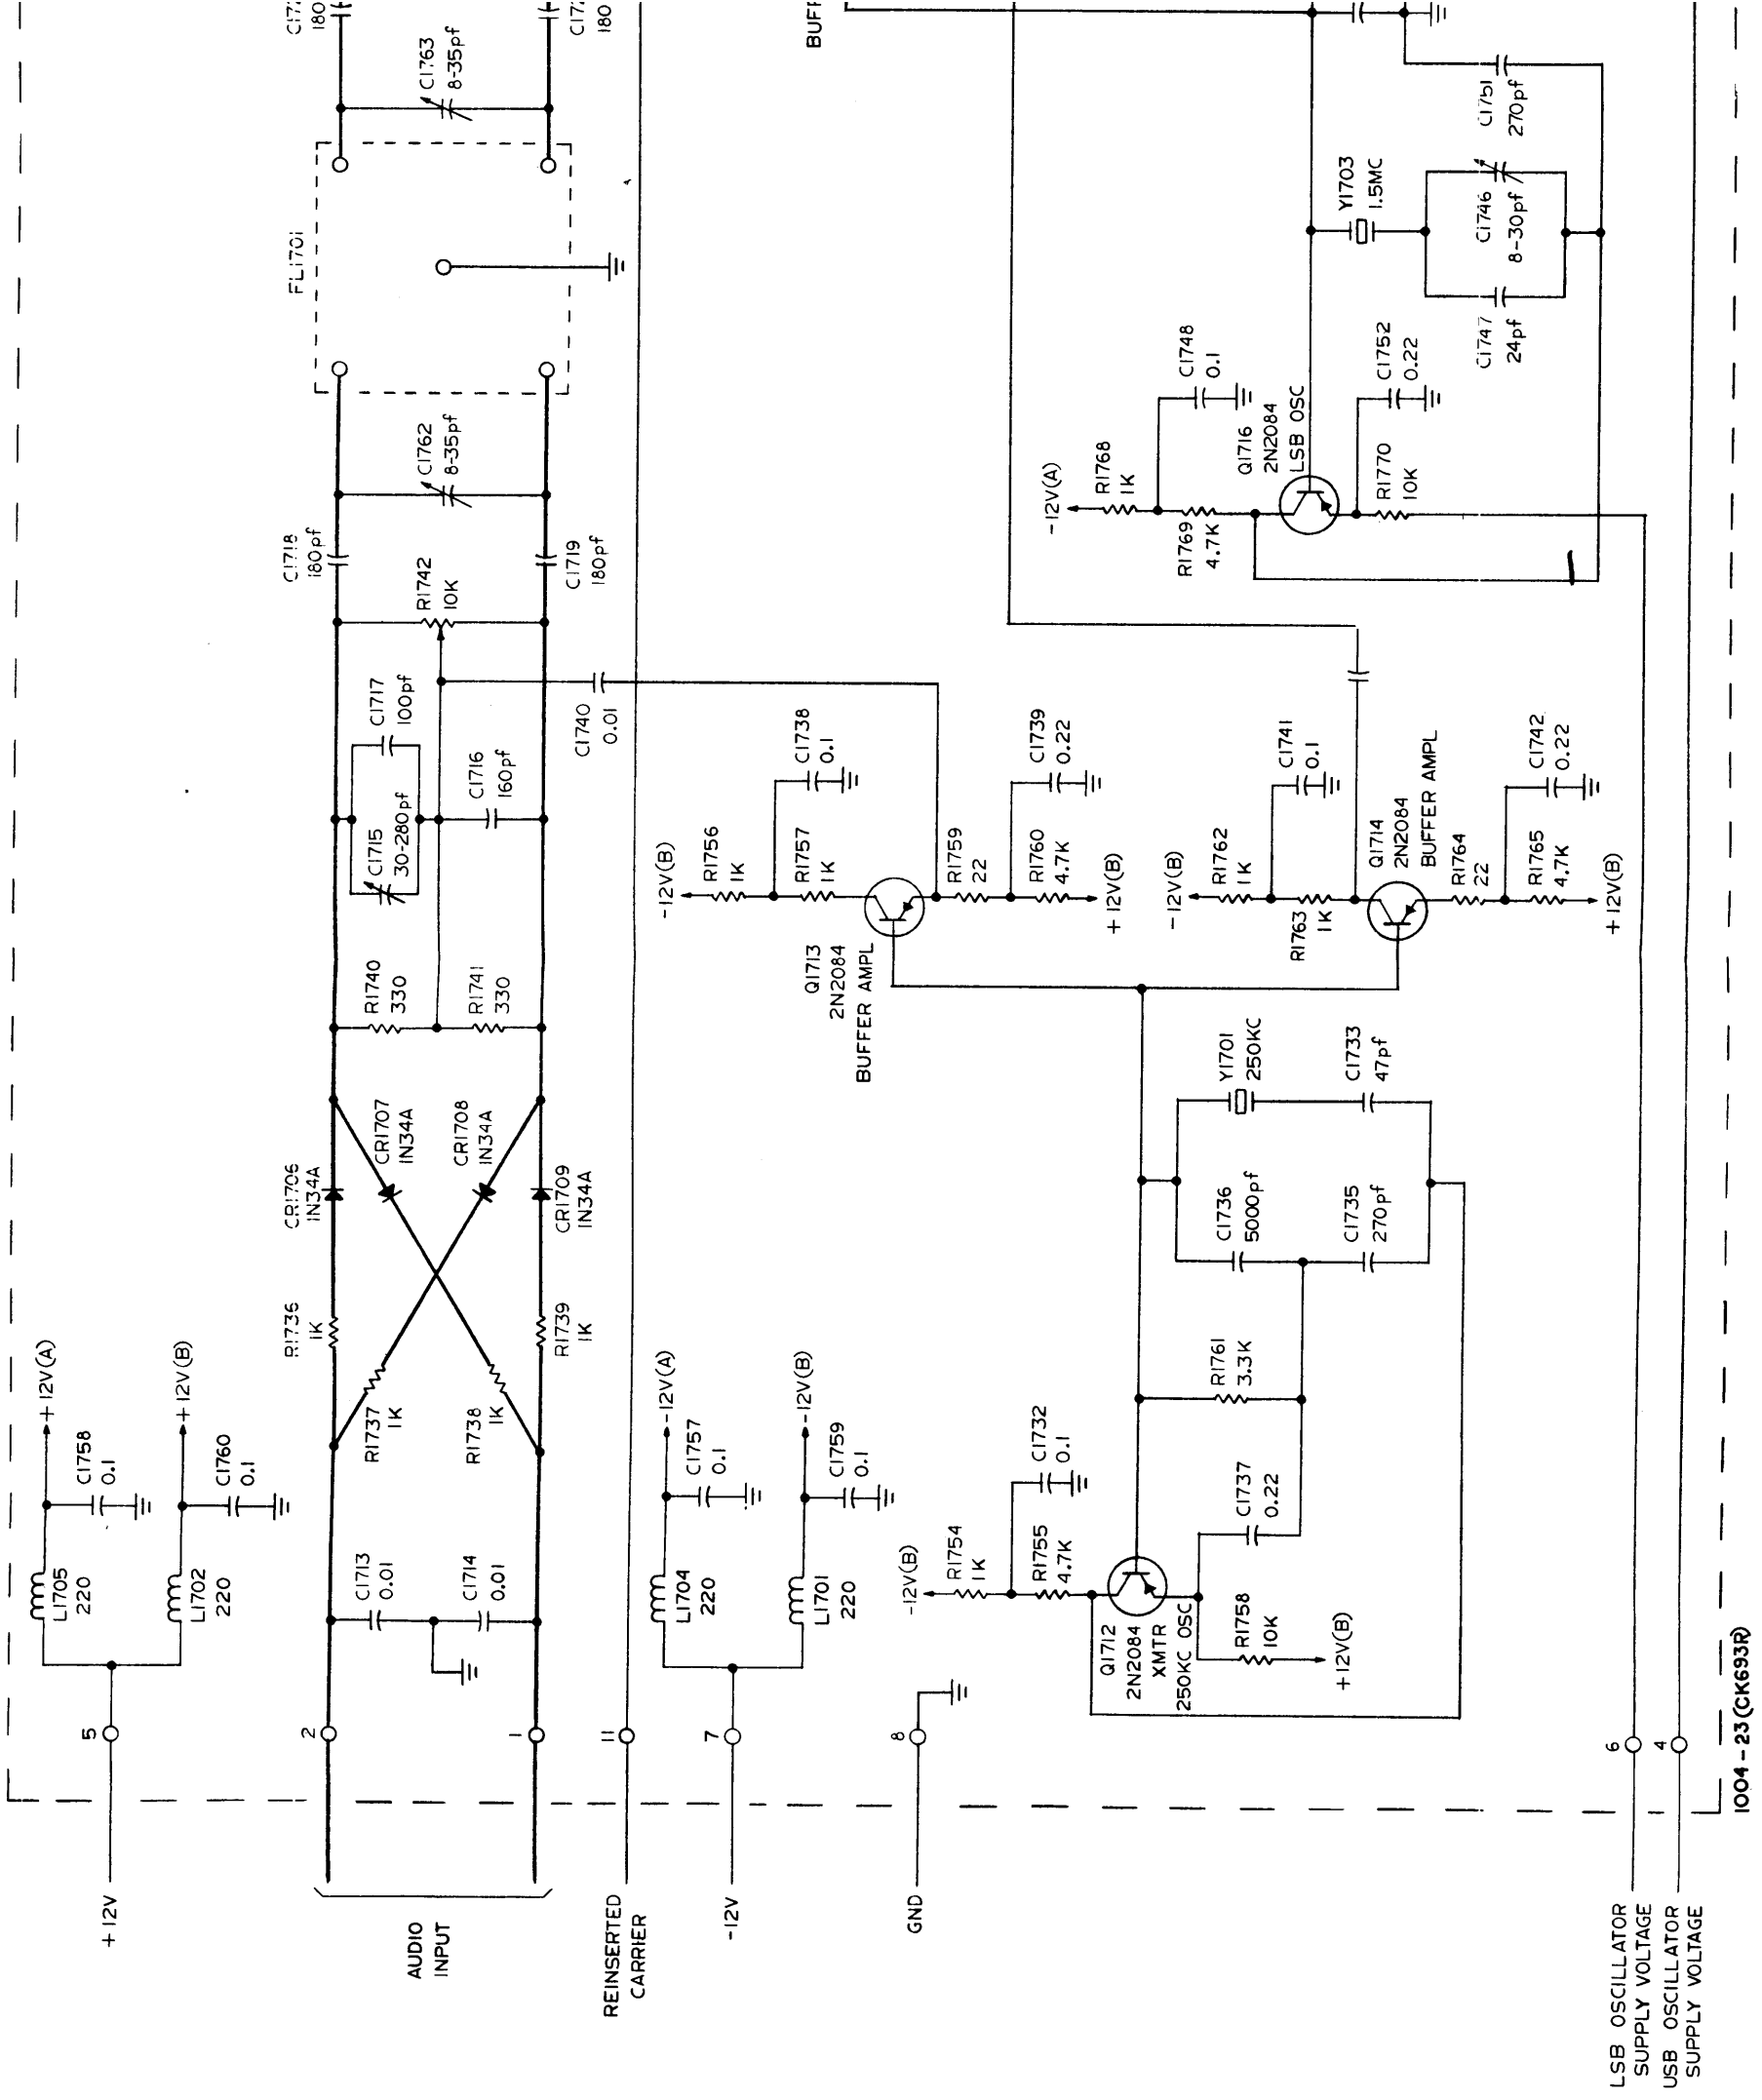 +12V
5
L1705
220
C1758
0.1
+12V(A)
L1702
220
C1760
0.1
+12V(B)
AUDIO
INPUT
2
1
C1713
0.01
C1714
0.01
R1736
1K
R1737
1K
R1738
1K
R1739
1K
CR1706
1N34A
CR1707
1N34A
CR1708
1N34A
CR1709
1N34A
R1740
330
R1741
330
C1715
30-280pf
C1717
100pf
C1716
160pf
R1742
10K
C1718
180pf
C1719
180pf
C1762
8-35pf
FL1701
C1763
8-35pf
180
180
C1740
0.01
REINSERTED
CARRIER
11
-12V
7
L1704
220
C1757
0.1
-12V(A)
L1701
220
C1759
0.1
-12V(B)
GND
8
-12V(B)
R1754
1K
R1755
4.7K
C1732
0.1
Q1712
2N2084
XMTR
250KC OSC
R1758
10K
+12V(B)
C1737
0.22
R1761
3.3K
C1736
5000pf
C1735
270pf
Y1701
250KC
C1733
47pf
-12V(B)
R1756
1K
R1757
1K
C1738
0.1
Q1713
2N2084
BUFFER AMPL
R1759
22
R1760
4.7K
C1739
0.22
+12V(B)
-12V(B)
R1762
1K
R1763
1K
C1741
0.1
Q1714
2N2084
BUFFER AMPL
R1764
22
R1765
4.7K
C1742
0.22
+12V(B)
-12V(A)
R1768
1K
R1769
4.7K
C1748
0.1
Q1716
2N2084
LSB OSC
R1770
10K
C1752
0.22
Y1703
1.5MC
C1747
24pf
C1746
8-30pf
C1751
270pf
BUFF
LSB OSCILLATOR
SUPPLY VOLTAGE
6
USB OSCILLATOR
SUPPLY VOLTAGE
4
1004-23(CK693R)